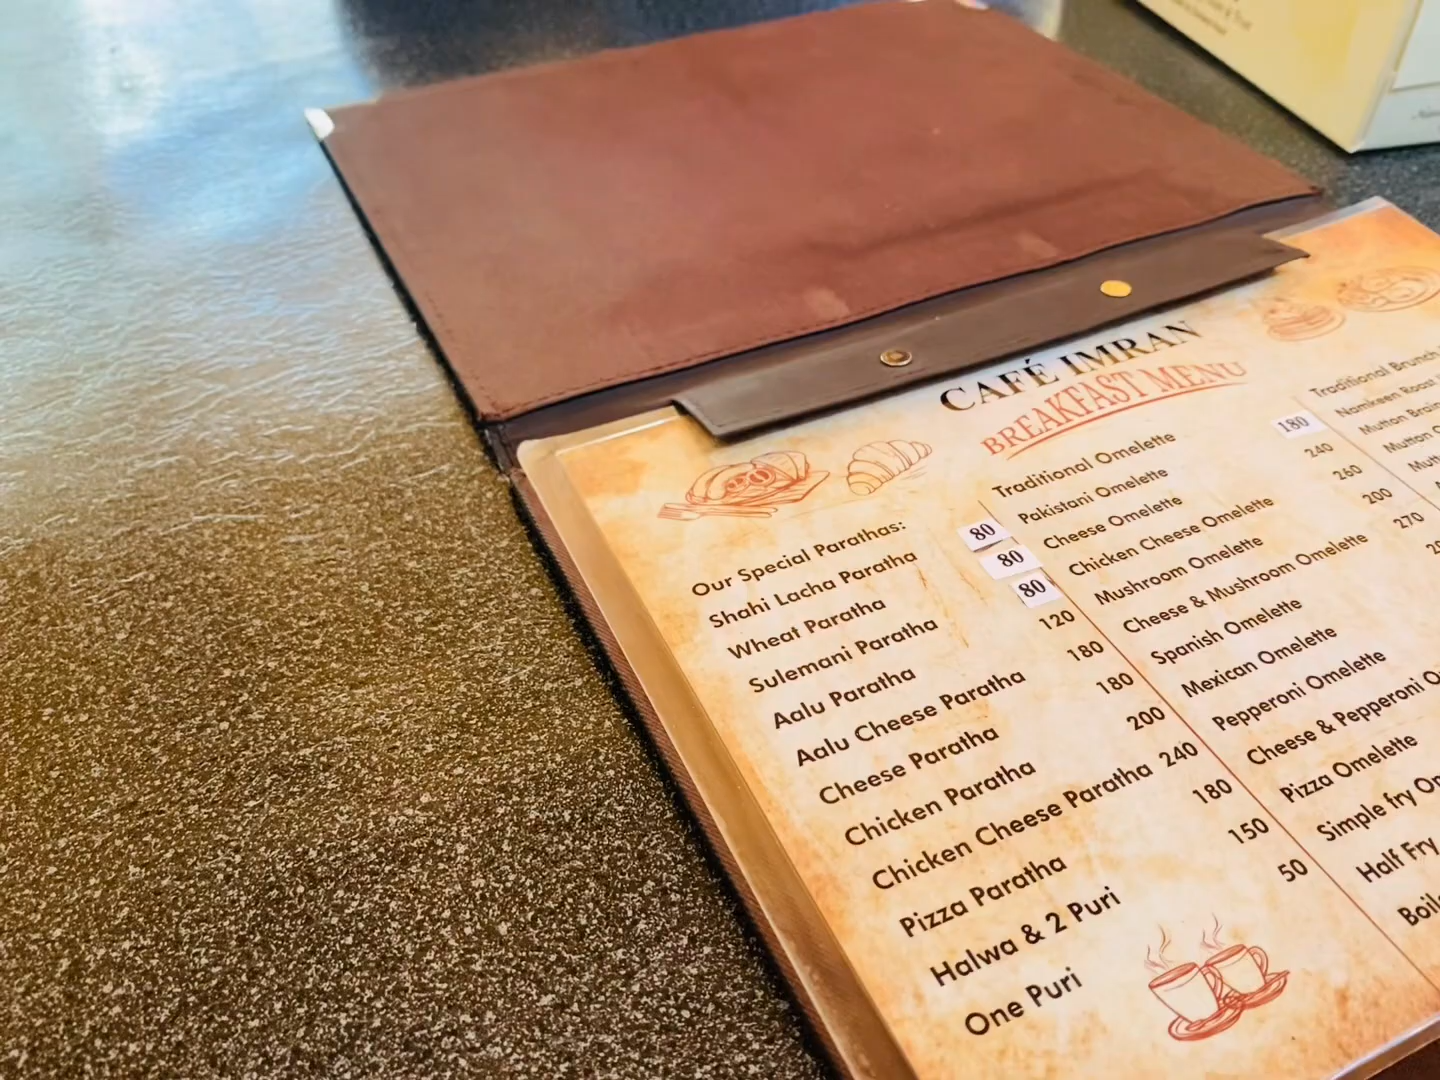 CAFÉ IMRAN
BREAKFAST MENU
Our Special Parathas:
Shahi Lacha Paratha 80
Wheat Paratha 80
Sulemani Paratha 80
Aalu Paratha 120
Aalu Cheese Paratha 180
Cheese Paratha 180
Chicken Paratha 200
Chicken Cheese Paratha 240
Pizza Paratha 180
Halwa & 2 Puri 150
One Puri 50
Traditional Omelette
Pakistani Omelette 180
Cheese Omelette 240
Chicken Cheese Omelette 260
Mushroom Omelette 200
Cheese & Mushroom Omelette 270
Spanish Omelette
Mexican Omelette
Pepperoni Omelette
Cheese & Pepperoni
Pizza Omelette
Simple fry
Half Fry
Traditional Brunch
Namkeen Roast
Mutton
Mutton